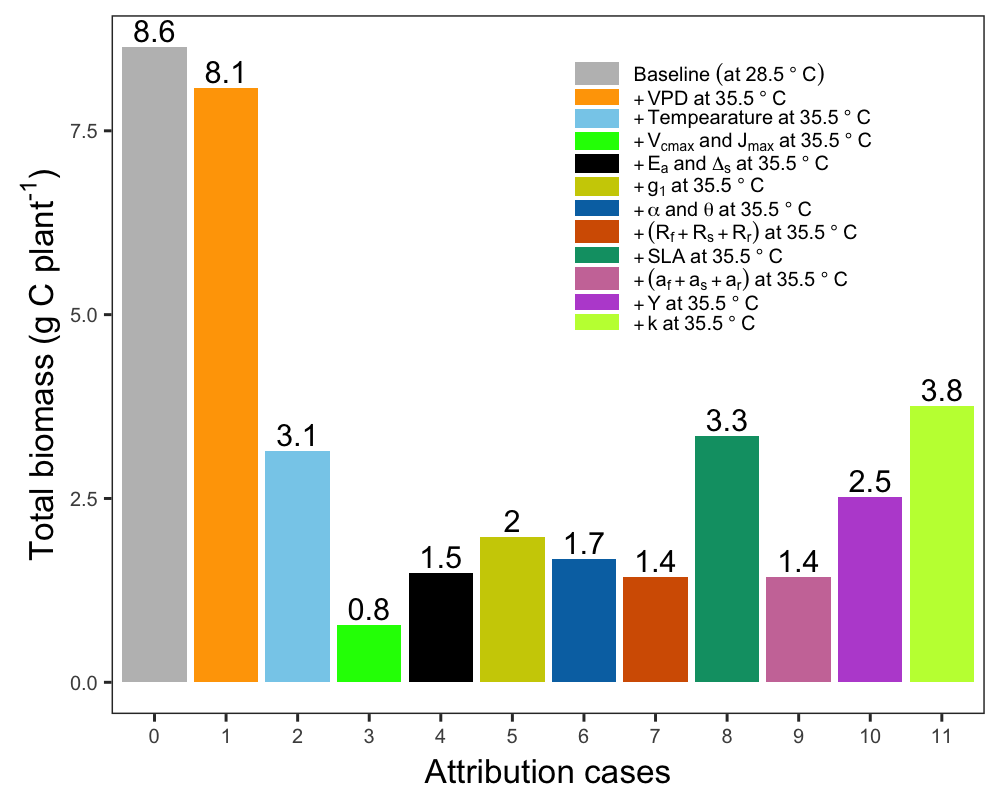 8.6
8.1
3.1
0.8
1.5
2
1.7
1.4
3.3
1.4
2.5
3.8
Baseline (at 28.5 ° C)
+ VPD at 35.5 ° C
+ Tempearature at 35.5 ° C
+ Vcmax and Jmax at 35.5 ° C
+ Ea and Δs at 35.5 ° C
+ g1 at 35.5 ° C
+ α and θ at 35.5 ° C
+ (Rf + Rs + Rr) at 35.5 ° C
+ SLA at 35.5 ° C
+ (af + as + ar) at 35.5 ° C
+ Y at 35.5 ° C
+ k at 35.5 ° C
Total biomass (g C plant⁻¹)
7.5
5.0
2.5
0.0
0 1 2 3 4 5 6 7 8 9 10 11
Attribution cases